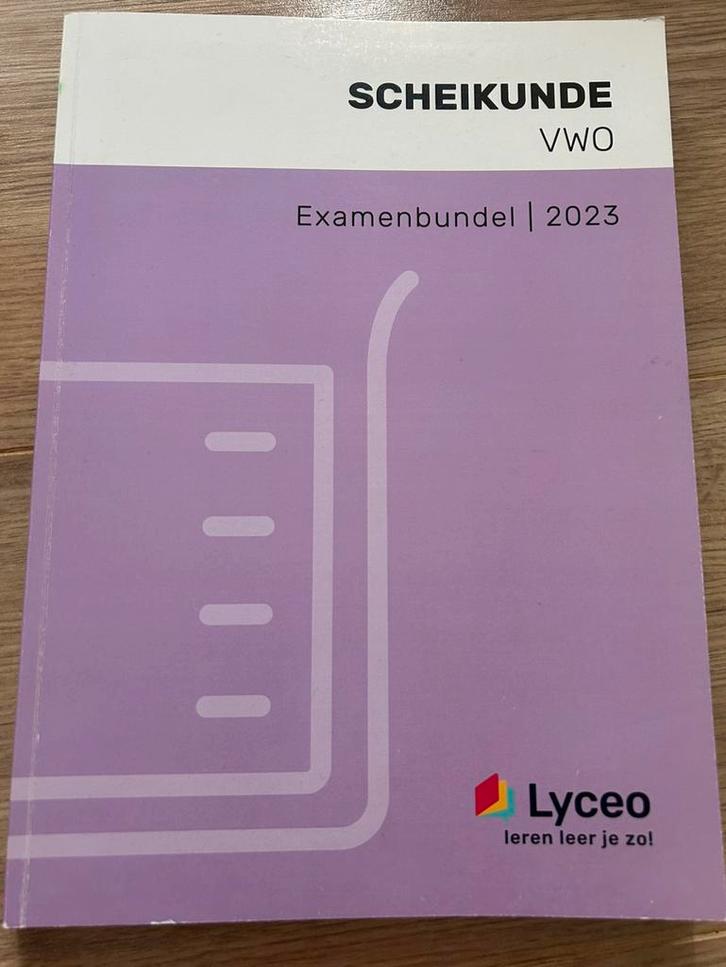 SCHEIKUNDE
VWO
Examenbundel | 2023
Lyceo
leren leer je zo!